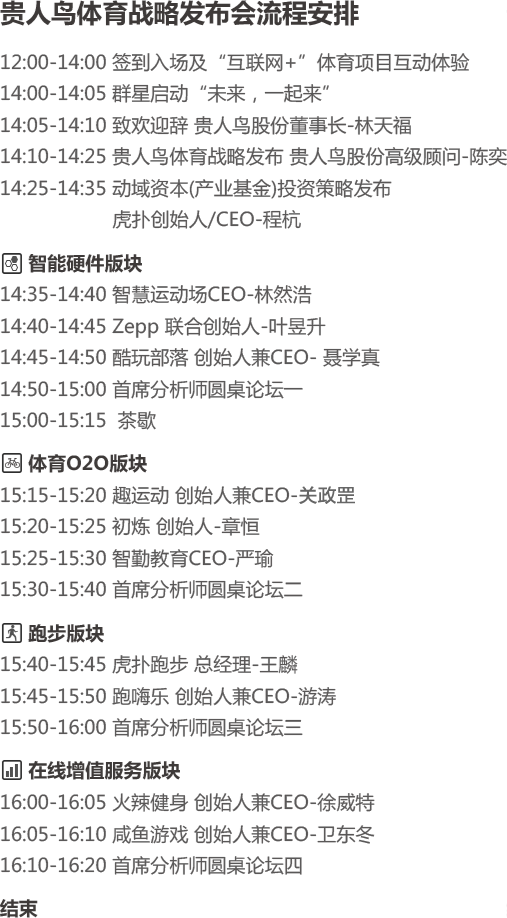 贵人鸟体育战略发布会流程安排
12:00-14:00 签到入场及“互联网+”体育项目互动体验
14:00-14:05 群星启动“未来，一起来”
14:05-14:10 致欢迎辞 贵人鸟股份董事长-林天福
14:10-14:25 贵人鸟体育战略发布 贵人鸟股份高级顾问-陈奕
14:25-14:35 动域资本(产业基金)投资策略发布
虎扑创始人/CEO-程杭
智能硬件版块
14:35-14:40 智慧运动场CEO-林然浩
14:40-14:45 Zepp 联合创始人-叶昱升
14:45-14:50 酷玩部落 创始人兼CEO- 聂学真
14:50-15:00 首席分析师圆桌论坛一
15:00-15:15 茶歇
体育O2O版块
15:15-15:20 趣运动 创始人兼CEO-关政罡
15:20-15:25 初炼 创始人-章恒
15:25-15:30 智勤教育CEO-严瑜
15:30-15:40 首席分析师圆桌论坛二
跑步版块
15:40-15:45 虎扑跑步 总经理-王麟
15:45-15:50 跑嗨乐 创始人兼CEO-游涛
15:50-16:00 首席分析师圆桌论坛三
在线增值服务版块
16:00-16:05 火辣健身 创始人兼CEO-徐威特
16:05-16:10 咸鱼游戏 创始人兼CEO-卫东冬
16:10-16:20 首席分析师圆桌论坛四
结束